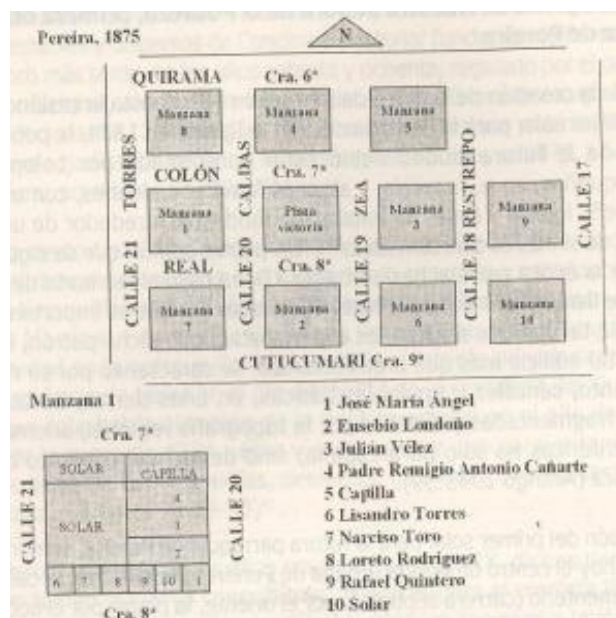 Pereira, 1875
N
QUIRAMA Cra. 6ª
Manzana 8
Manzana 4
Manzana 5
TORRES
CALDAS
COLÓN Cra. 7ª
ZEA
CALLE 18 RESTREPO
CALLE 17
Manzana 1
Plaza victoria
Manzana 3
Manzana 9
CALLE 21
REAL
CALLE 20
Cra. 8ª
CALLE 19
Manzana 7
Manzana 2
Manzana 6
Manzana 10
CUTUCUMARI Cra. 9ª
Manzana 1
Cra. 7ª
CALLE 21
SOLAR
CAPILLA
CALLE 20
4
SOLAR
3
2
6 7 8 9 10 1
Cra. 8ª
1 José María Angel
2 Eusebio Londoño
3 Julián Vélez
4 Padre Remigio Antonio Cañarte
5 Capilla
6 Lisandro Torres
7 Narciso Toro
8 Loreto Rodríguez
9 Rafael Quintero
10 Solar